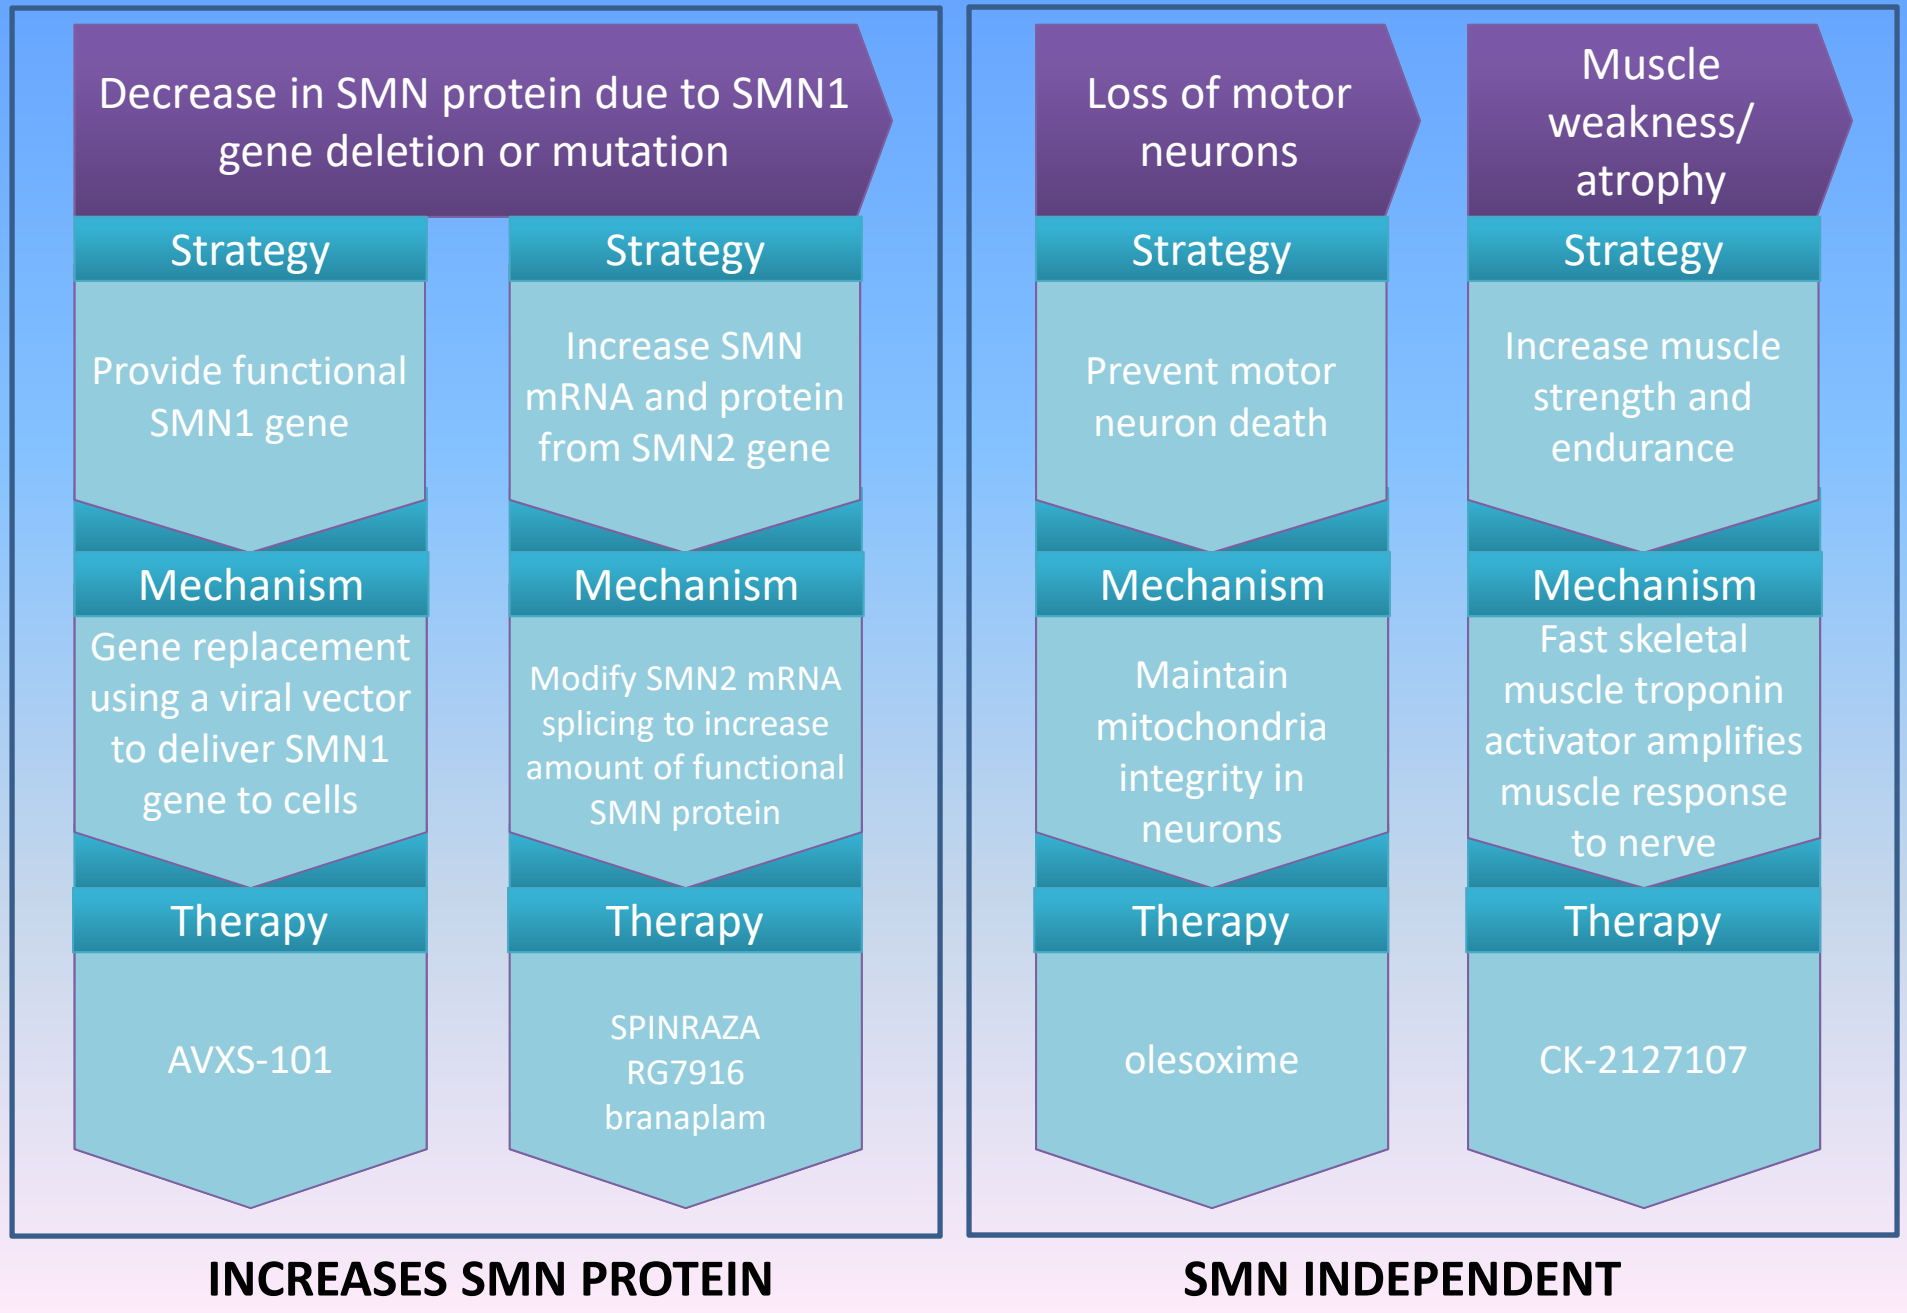 Decrease in SMN protein due to SMN1
gene deletion or mutation
Strategy
Provide functional
SMN1 gene
Mechanism
Gene replacement
using a viral vector
to deliver SMN1
gene to cells
Therapy
AVXS-101
Strategy
Increase SMN
mRNA and protein
from SMN2 gene
Mechanism
Modify SMN2 mRNA
splicing to increase
amount of functional
SMN protein
Therapy
SPINRAZA
RG7916
branaplam
INCREASES SMN PROTEIN
Loss of motor
neurons
Strategy
Prevent motor
neuron death
Mechanism
Maintain
mitochondria
integrity in
neurons
Therapy
olesoxime
Muscle
weakness/
atrophy
Strategy
Increase muscle
strength and
endurance
Mechanism
Fast skeletal
muscle troponin
activator amplifies
muscle response
to nerve
Therapy
CK-2127107
SMN INDEPENDENT